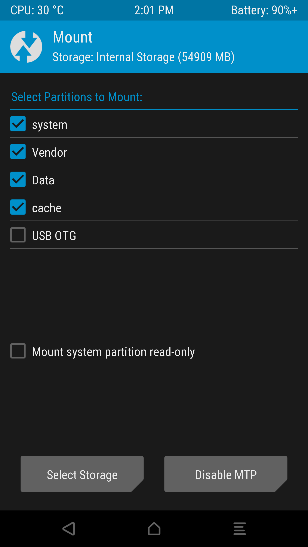 CPU: 30 °C 2:01 PM Battery: 90%+
Mount
Storage: Internal Storage (54909 MB)
Select Partitions to Mount:
system
Vendor
Data
cache
USB OTG
Mount system partition read-only
Select Storage Disable MTP